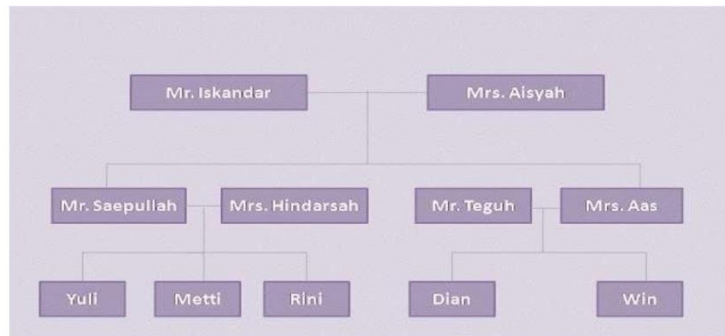 Mr. Iskandar
Mrs. Aisyah
Mr. Saepullah
Mrs. Hindarsah
Mr. Teguh
Mrs. Aas
Yuli
Metti
Rini
Dian
Win